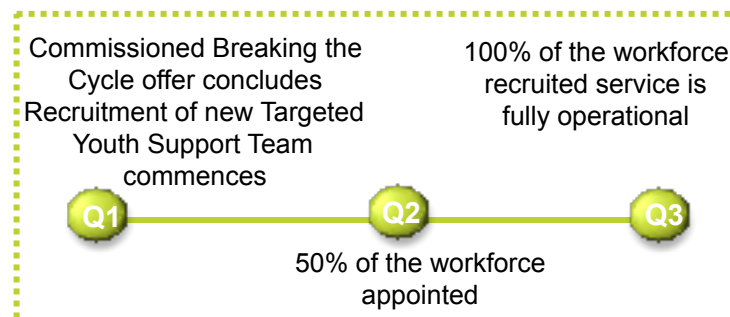 Commissioned Breaking the
Cycle offer concludes
Recruitment of new Targeted
Youth Support Team
commences
100% of the workforce
recruited service is
fully operational
Q1
Q2
Q3
50% of the workforce
appointed